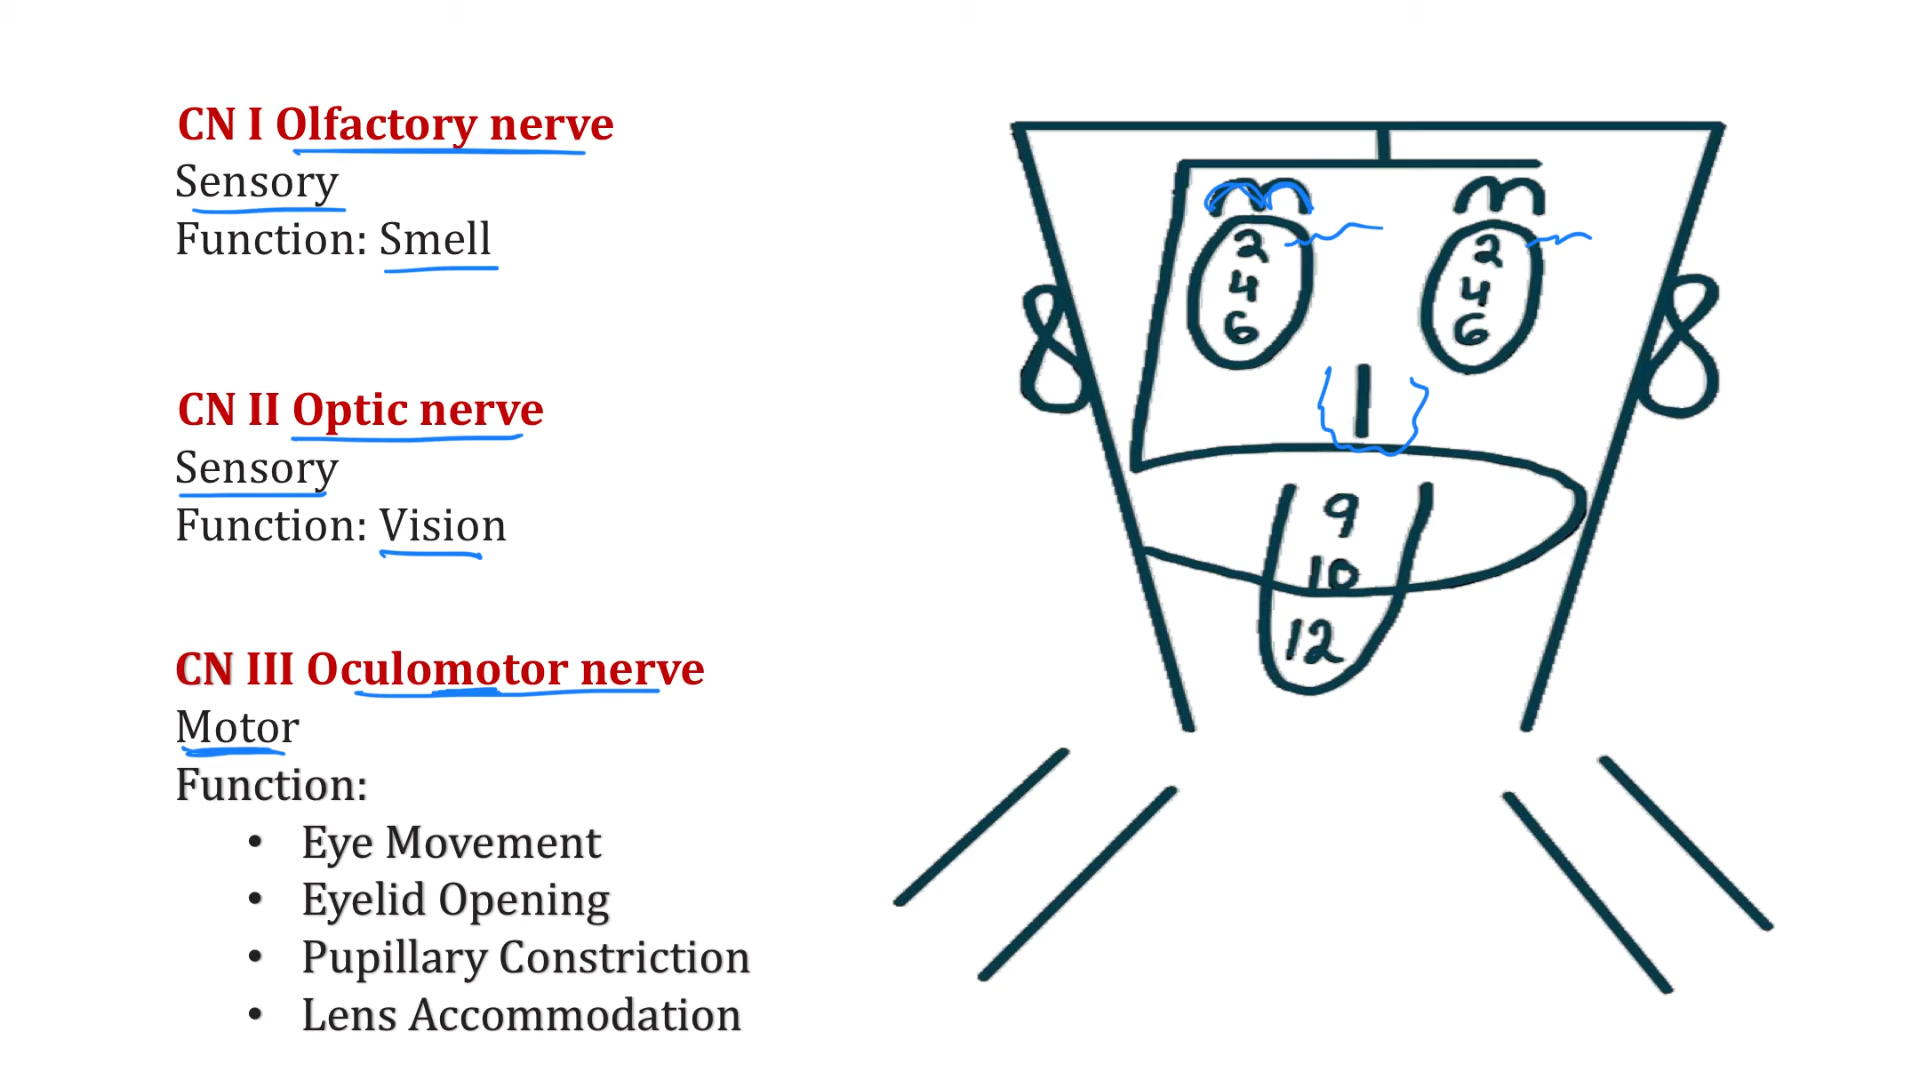 CN I Olfactory nerve
Sensory
Function: Smell
CN II Optic nerve
Sensory
Function: Vision
CN III Oculomotor nerve
Motor
Function:
• Eye Movement
• Eyelid Opening
• Pupillary Constriction
• Lens Accommodation
2 2
4 4
6 6
8 8
1
9
10
12